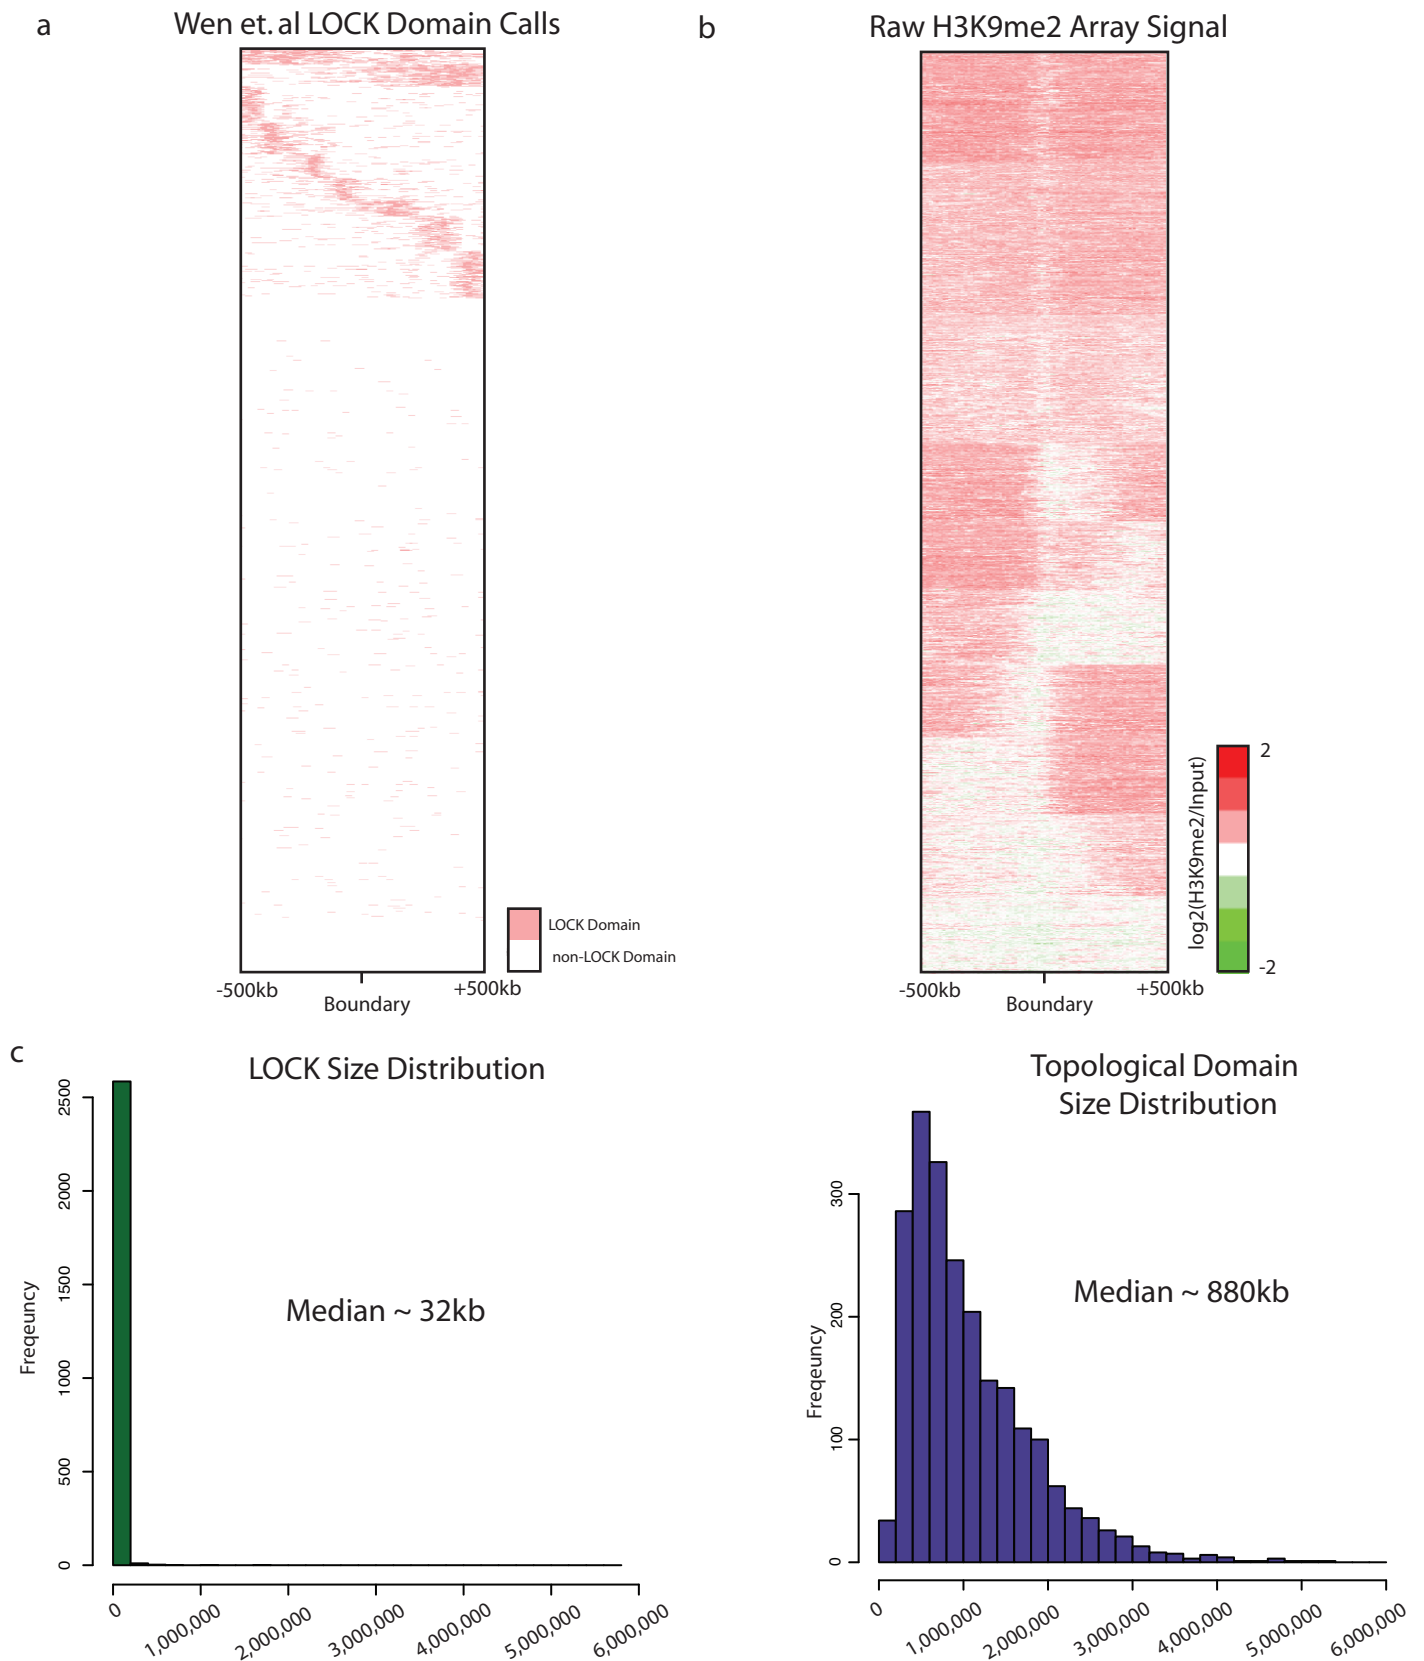 a
Wen et. al LOCK Domain Calls
LOCK Domain
non-LOCK Domain
-500kb
Boundary
+500kb
b
Raw H3K9me2 Array Signal
log2(H3K9me2/Input)
2
-2
-500kb
Boundary
+500kb
c
LOCK Size Distribution
Median ~ 32kb
Freqeuncy
2500
2000
1500
1000
500
0
0
1,000,000
2,000,000
3,000,000
4,000,000
5,000,000
6,000,000
Topological Domain
Size Distribution
Median ~ 880kb
Freqeuncy
300
200
100
0
0
1,000,000
2,000,000
3,000,000
4,000,000
5,000,000
6,000,000